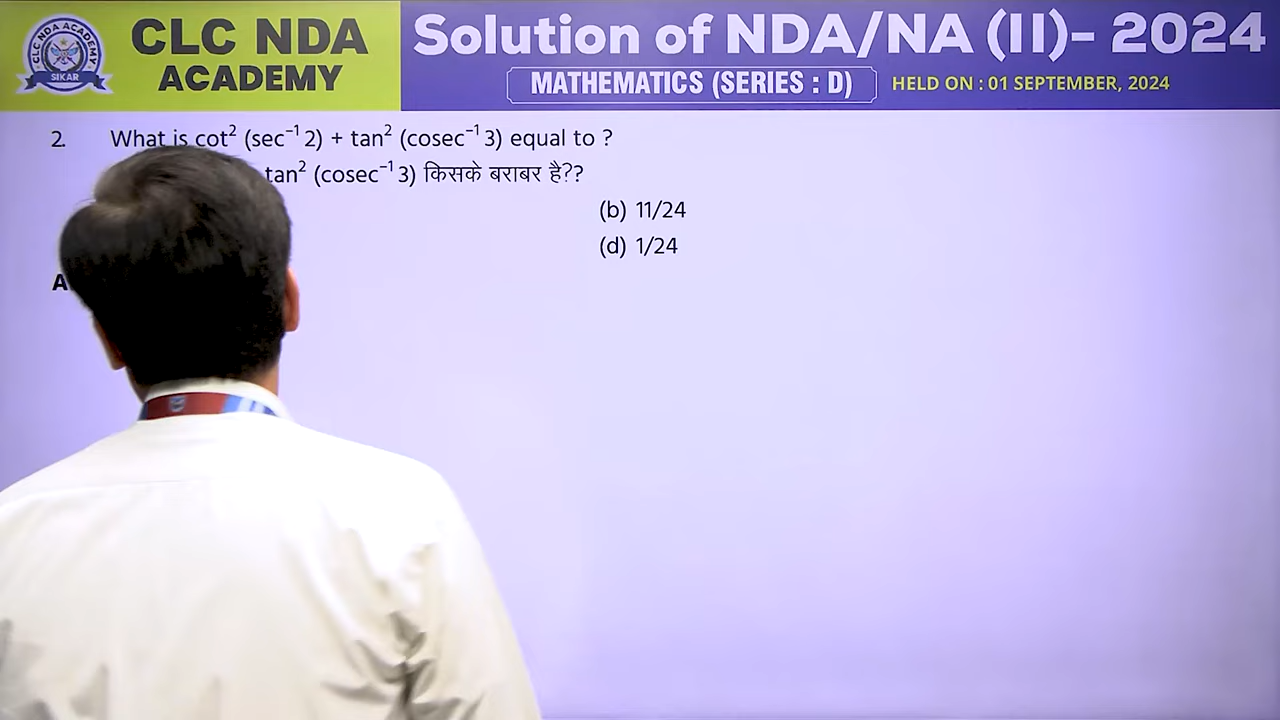 CLC NDA ACADEMY
SIKAR
CLC NDA
ACADEMY
Solution of NDA/NA (II)- 2024
MATHEMATICS (SERIES : D)
HELD ON : 01 SEPTEMBER, 2024
2. What is cot² (sec⁻¹ 2) + tan² (cosec⁻¹ 3) equal to ?
tan² (cosec⁻¹ 3) किसके बराबर है??
(b) 11/24
(d) 1/24